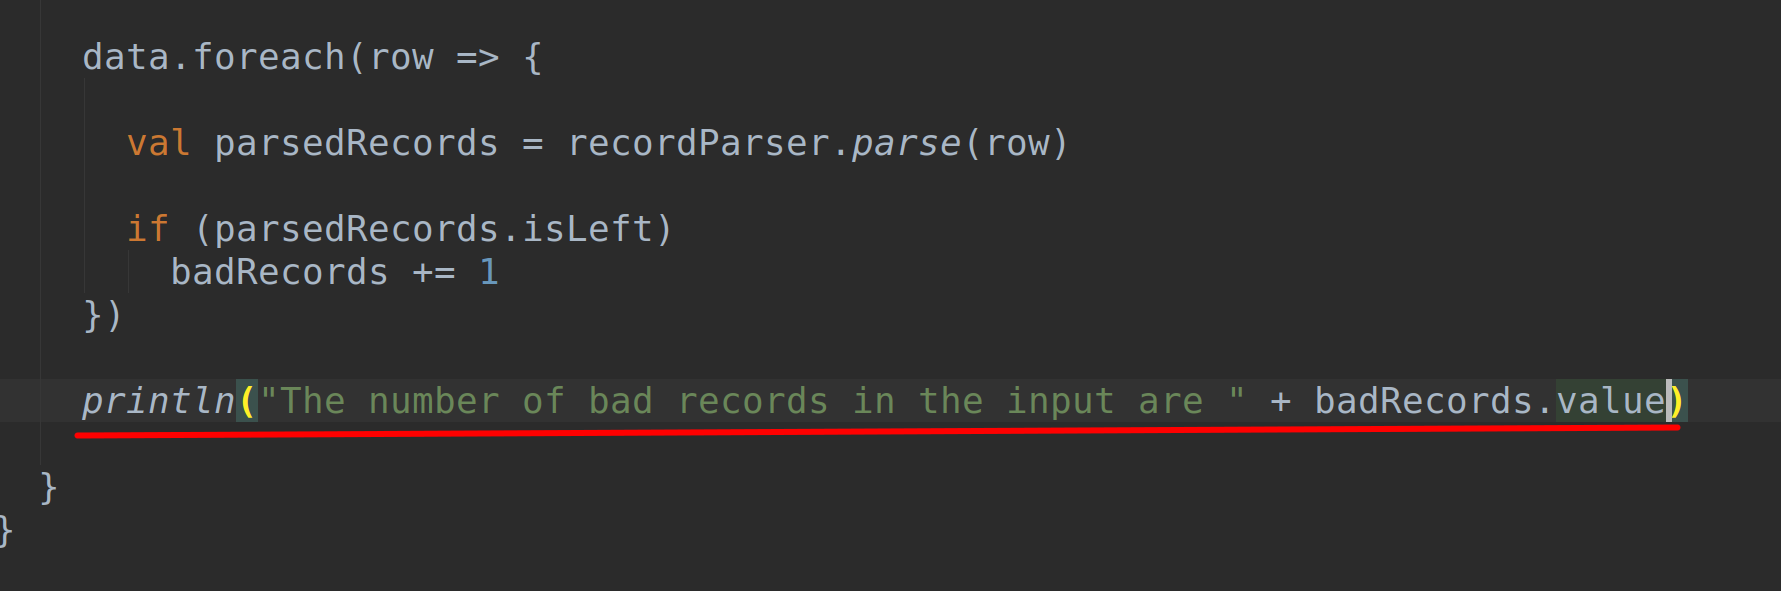 data.foreach(row => {
val parsedRecords = recordParser.parse(row)
if (parsedRecords.isLeft)
badRecords += 1
})
println("The number of bad records in the input are " + badRecords.value)
}
}